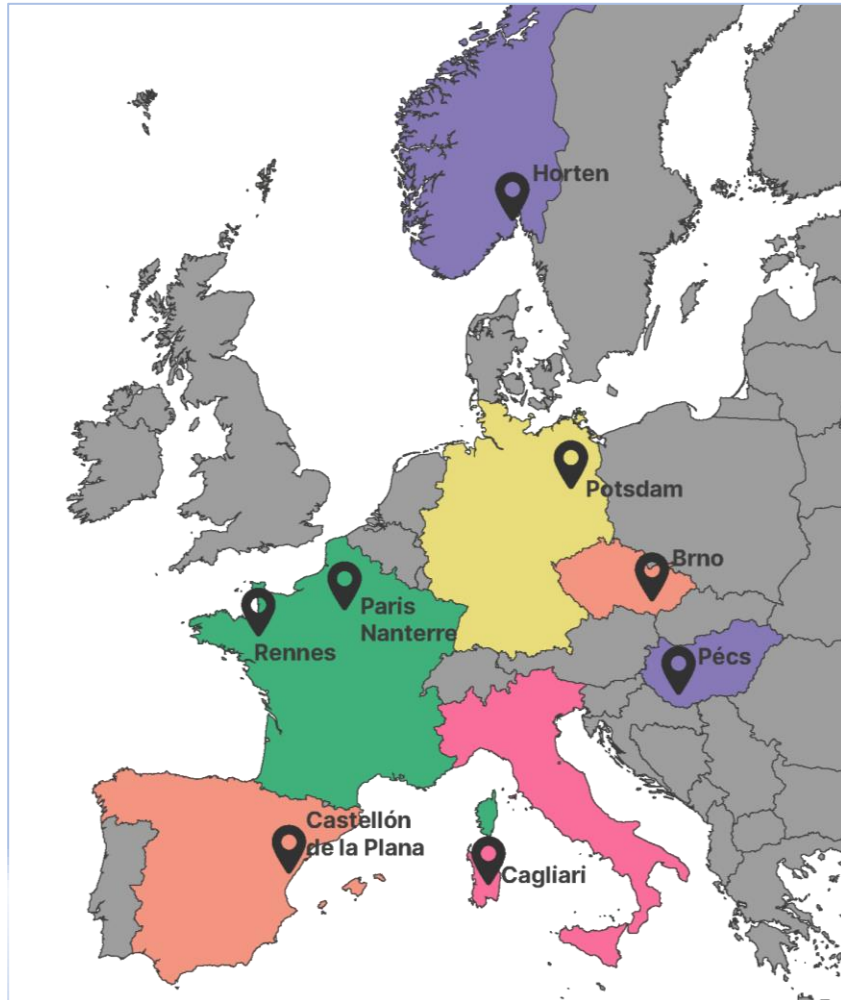 Horten
Potsdam
Brno
Paris
Nanterre
Rennes
Pécs
Castellón
de la Plana
Cagliari